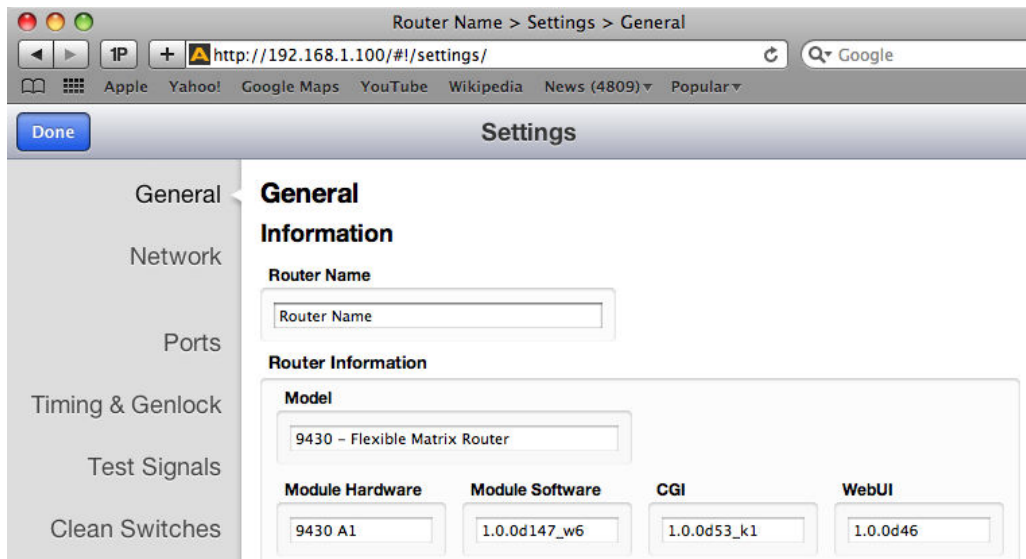 Router Name > Settings > General
1P + http://192.168.1.100/#!/settings/ Google
Apple Yahoo! Google Maps YouTube Wikipedia News (4809) Popular
Done Settings
General
Network
Ports
Timing & Genlock
Test Signals
Clean Switches
General
Information
Router Name
Router Name
Router Information
Model
9430 – Flexible Matrix Router
Module Hardware Module Software CGI WebUI
9430 A1 1.0.0d147_w6 1.0.0d53_k1 1.0.0d46